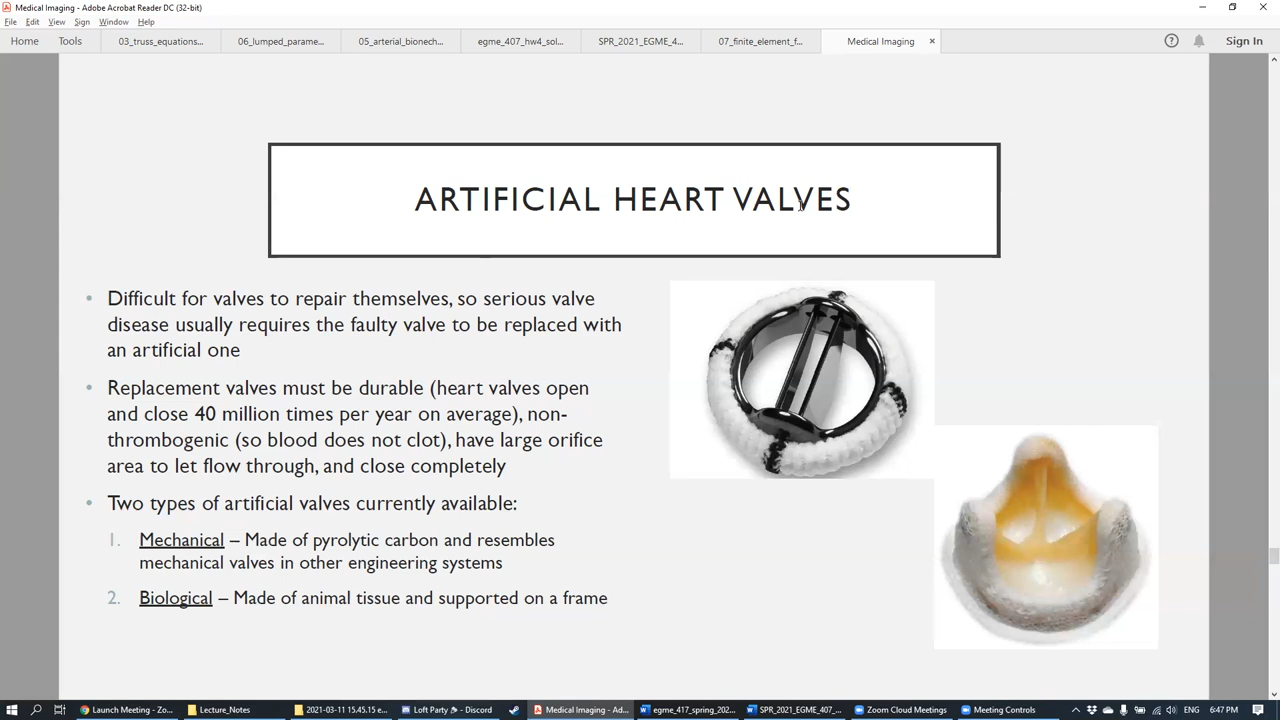 Medical Imaging - Adobe Acrobat Reader DC (32-bit)
File Edit View Sign Window Help
Home Tools 03_truss_equations... 06_lumped_parame... 05_arterial_bionech... egme_407_hw4_sol... SPR_2021_EGME_4... 07_finite_element_f... Medical Imaging × Sign In
ARTIFICIAL HEART VALVES
• Difficult for valves to repair themselves, so serious valve
disease usually requires the faulty valve to be replaced with
an artificial one
• Replacement valves must be durable (heart valves open
and close 40 million times per year on average), non-
thrombogenic (so blood does not clot), have large orifice
area to let flow through, and close completely
• Two types of artificial valves currently available:
1. Mechanical – Made of pyrolytic carbon and resembles
mechanical valves in other engineering systems
2. Biological – Made of animal tissue and supported on a frame
Launch Meeting - Zo... Lecture_Notes 2021-03-11 15.45.15 e... Loft Party - Discord Medical Imaging - Ad... egme_417_spring_202... SPR_2021_EGME_407_... Zoom Cloud Meetings Meeting Controls ENG 6:47 PM